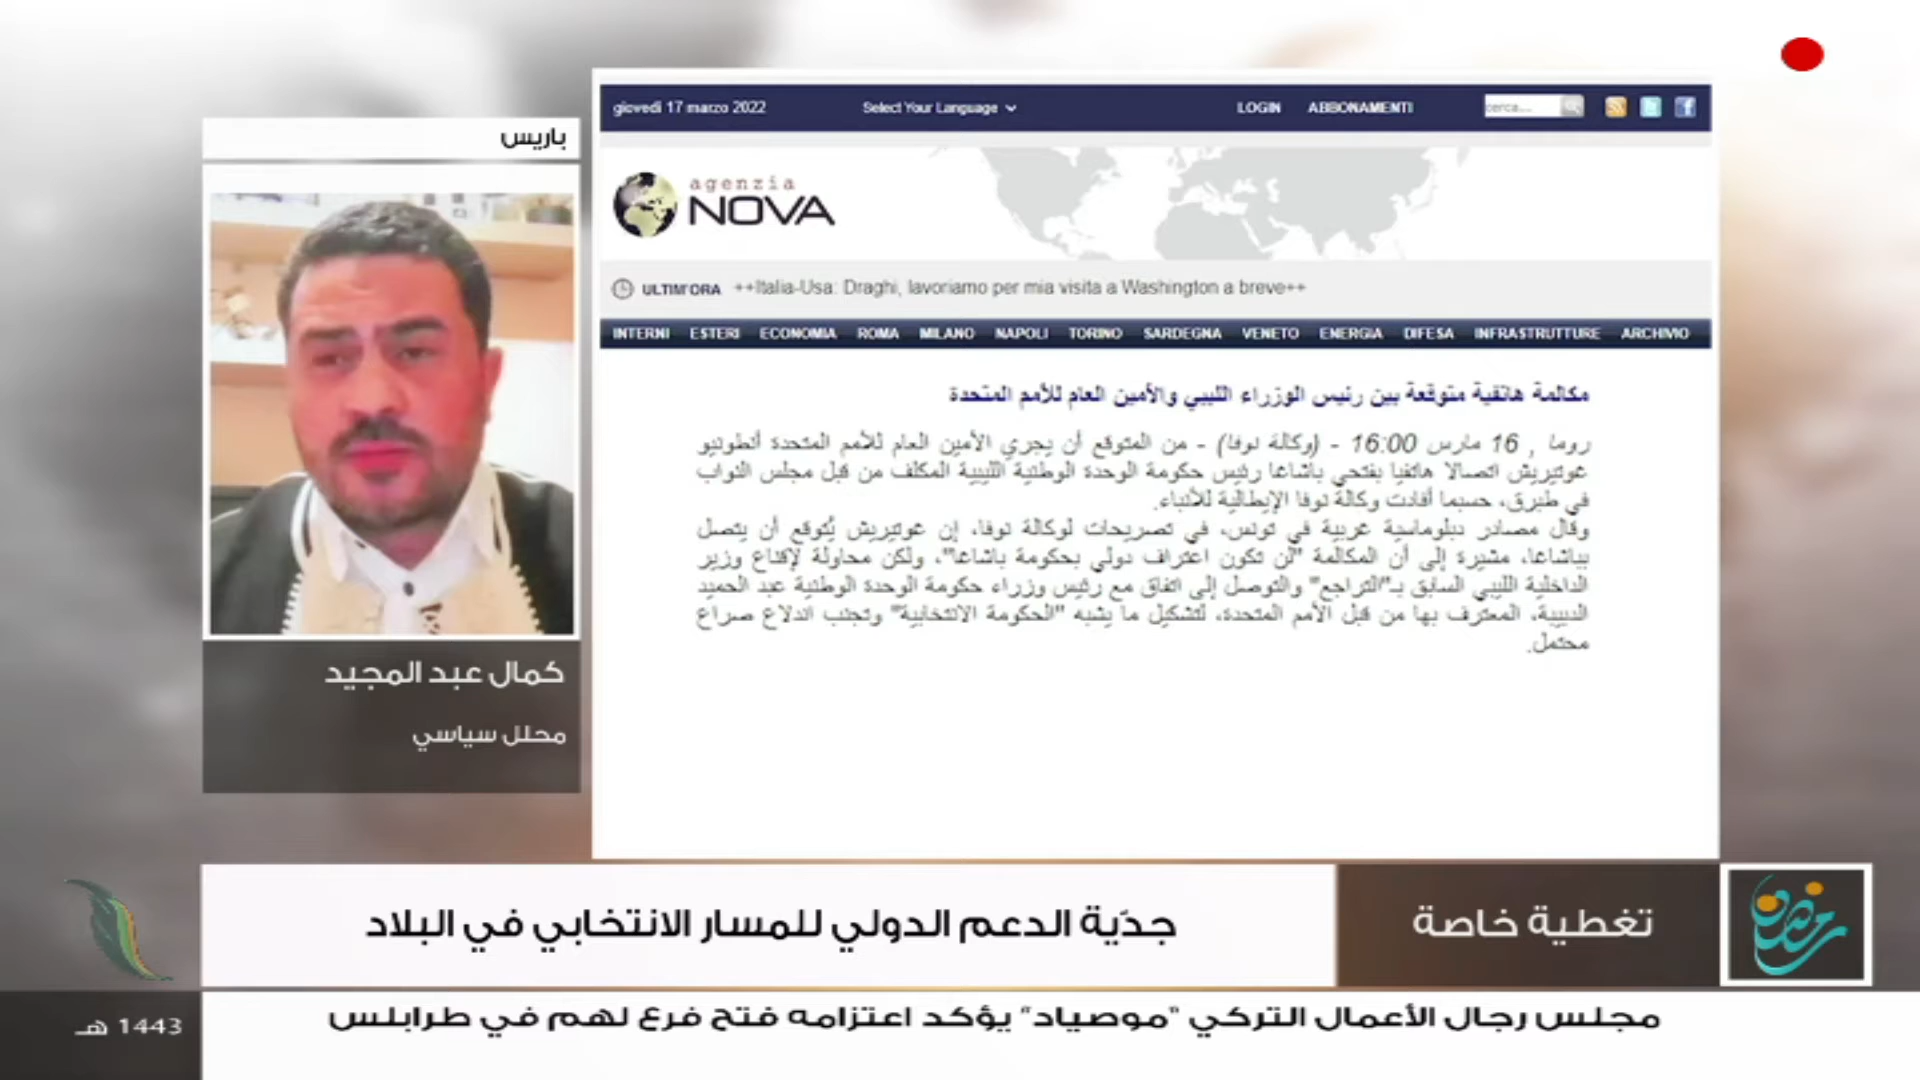 باريس
giovedì 17 marzo 2022
Select Your Language
LOGIN
ABBONAMENTI
cerca...
agenzia
NOVA
ULTIM'ORA
++Italia-Usa: Draghi, lavoriamo per mia visita a Washington a breve++
INTERNI ESTERI ECONOMIA ROMA MILANO NAPOLI TORINO SARDEGNA VENETO ENERGIA DIFESA INFRASTRUTTURE ARCHIVIO
مكالمة هاتفية متوقعة بين رئيس الوزراء الليبي والأمين العام للأمم المتحدة
روما , 16 مارس 16:00 - (وكالة نوفا) - من المتوقع أن يجري الأمين العام للأمم المتحدة أنطونيو
غوتيريش اتصالا هاتفيا بفتحي باشاغا رئيس حكومة الوحدة الوطنية الليبية المكلف من قبل مجلس النواب
في طبرق، حسبما أفادت وكالة نوفا الإيطالية للأنباء.
وقال مصادر دبلوماسية غربية في تونس، في تصريحات لوكالة نوفا، إن غوتيريش يُتوقع أن يتصل
بباشاغا، مشيرة إلى أن المكالمة "لن تكون اعتراف دولي بحكومة باشاغا"، ولكن محاولة لإقناع وزير
الداخلية الليبي السابق بـ"التراجع" والتوصل إلى اتفاق مع رئيس وزراء حكومة الوحدة الوطنية عبد الحميد
الدبيبة، المعترف بها من قبل الأمم المتحدة، لتشكيل ما يشبه "الحكومة الانتخابية" وتجنب اندلاع صراع
محتمل.
كمال عبد المجيد
محلل سياسي
تغطية خاصة
جدّية الدعم الدولي للمسار الانتخابي في البلاد
رمضان
مجلس رجال الأعمال التركي "موصياد" يؤكد اعتزامه فتح فرع لهم في طرابلس
1443 هـ